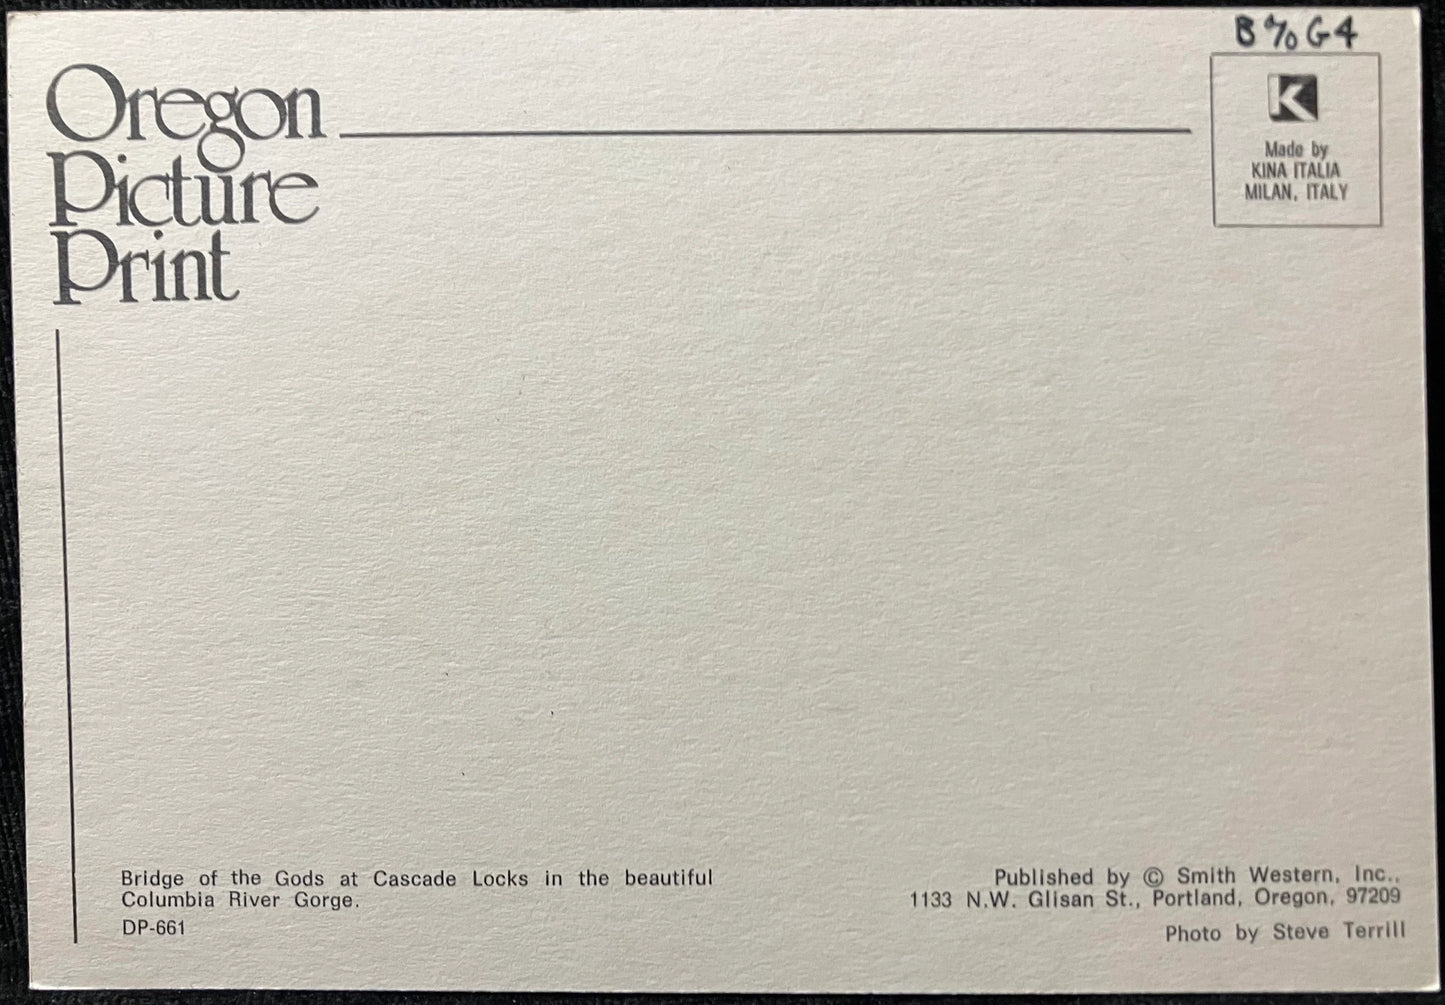 B % G4
Oregon
Picture
Print
K
Made by
KINA ITALIA
MILAN, ITALY
Bridge of the Gods at Cascade Locks in the beautiful
Columbia River Gorge.
DP-661
Published by © Smith Western, Inc.,
1133 N.W. Glisan St., Portland, Oregon, 97209
Photo by Steve Terrill